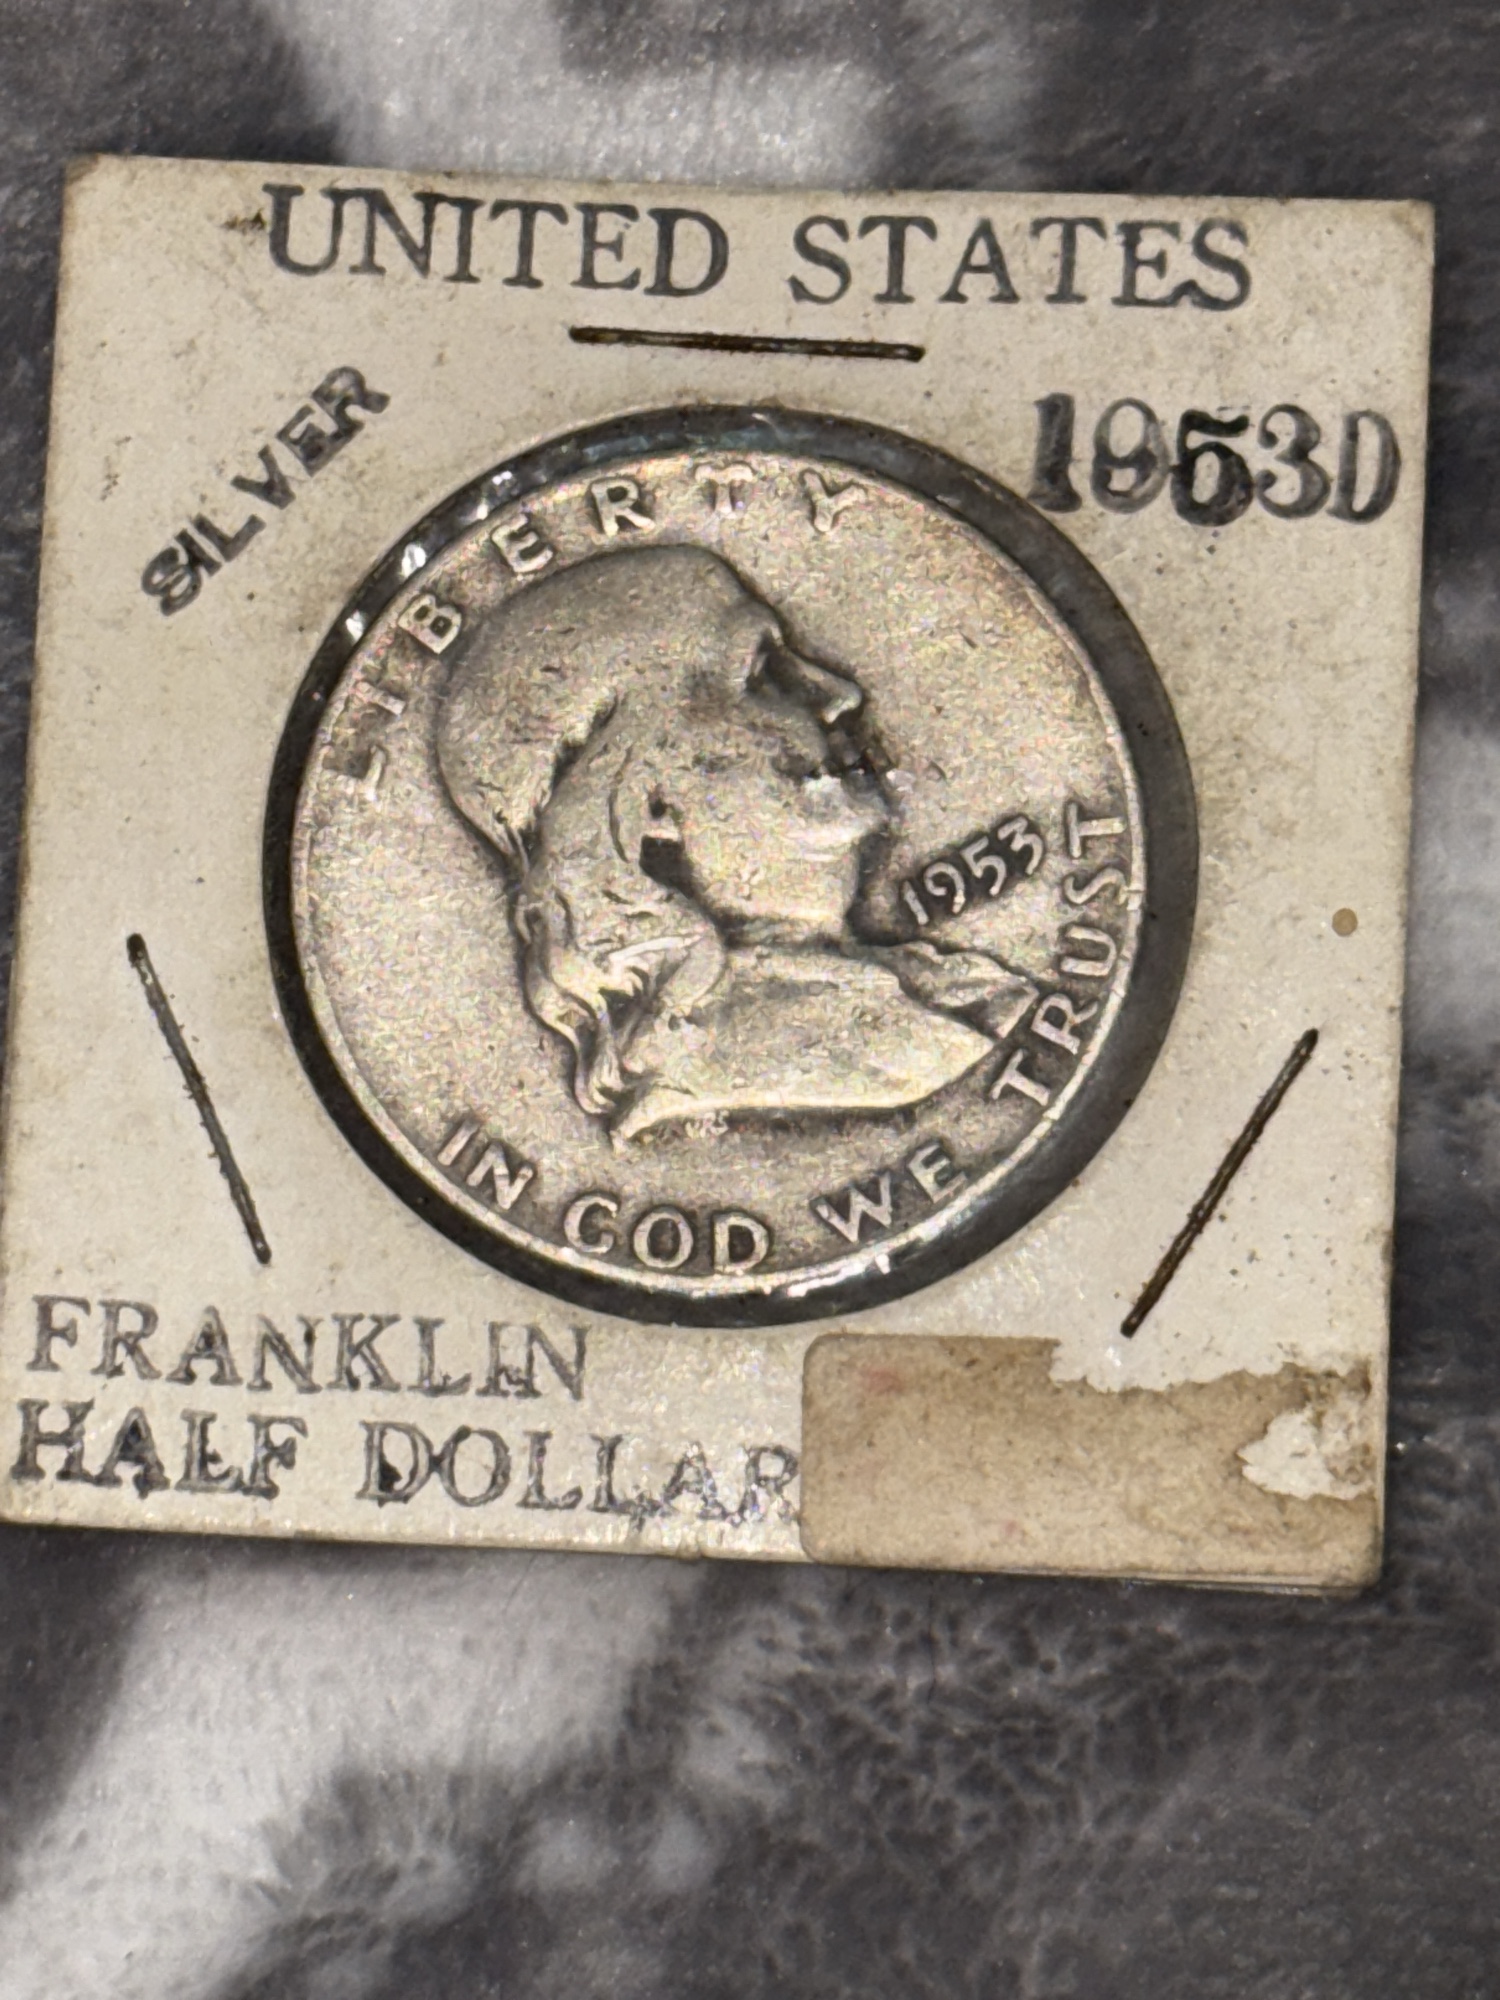 UNITED STATES
SILVER
1953D
LIBERTY
1953
IN GOD WE TRUST
FRANKLIN
HALF DOLLAR